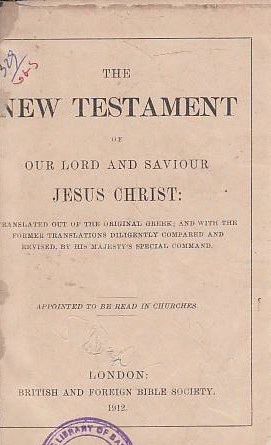 THE
NEW TESTAMENT
OF
OUR LORD AND SAVIOUR
JESUS CHRIST:
TRANSLATED OUT OF THE ORIGINAL GREEK; AND WITH THE
FORMER TRANSLATIONS DILIGENTLY COMPARED AND
REVISED, BY HIS MAJESTY'S SPECIAL COMMAND.
APPOINTED TO BE READ IN CHURCHES.
LONDON:
BRITISH AND FOREIGN BIBLE SOCIETY.
1912.
LIBRARY OF